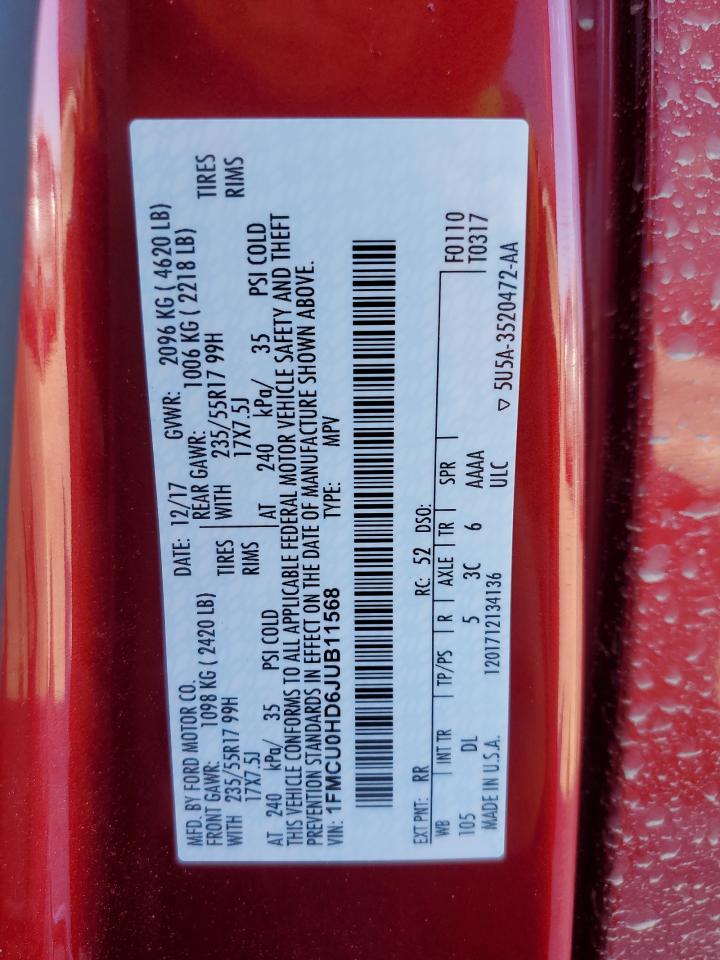 MFD. BY FORD MOTOR CO.
DATE: 12/17 GVWR: 2096 KG ( 4620 LB)
FRONT GAWR: 1098 KG ( 2420 LB) REAR GAWR: 1006 KG ( 2218 LB)
WITH 235/55R17 99H TIRES WITH 235/55R17 99H TIRES
17X7.5J RIMS 17X7.5J RIMS
AT 240 kPa/ 35 PSI COLD AT 240 kPa/ 35 PSI COLD
THIS VEHICLE CONFORMS TO ALL APPLICABLE FEDERAL MOTOR VEHICLE SAFETY AND THEFT
PREVENTION STANDARDS IN EFFECT ON THE DATE OF MANUFACTURE SHOWN ABOVE.
VIN: 1FMCU0HD6JUB11568 TYPE: MPV
EXT PNT: RR RC: 52 DSO: F0110
WB INT TR TP/PS R AXLE TR SPR T0317
105 DL 5 3C 6 AAAA
MADE IN U.S.A. 1201712134136 ULC
▽ 5U5A-3520472-AA